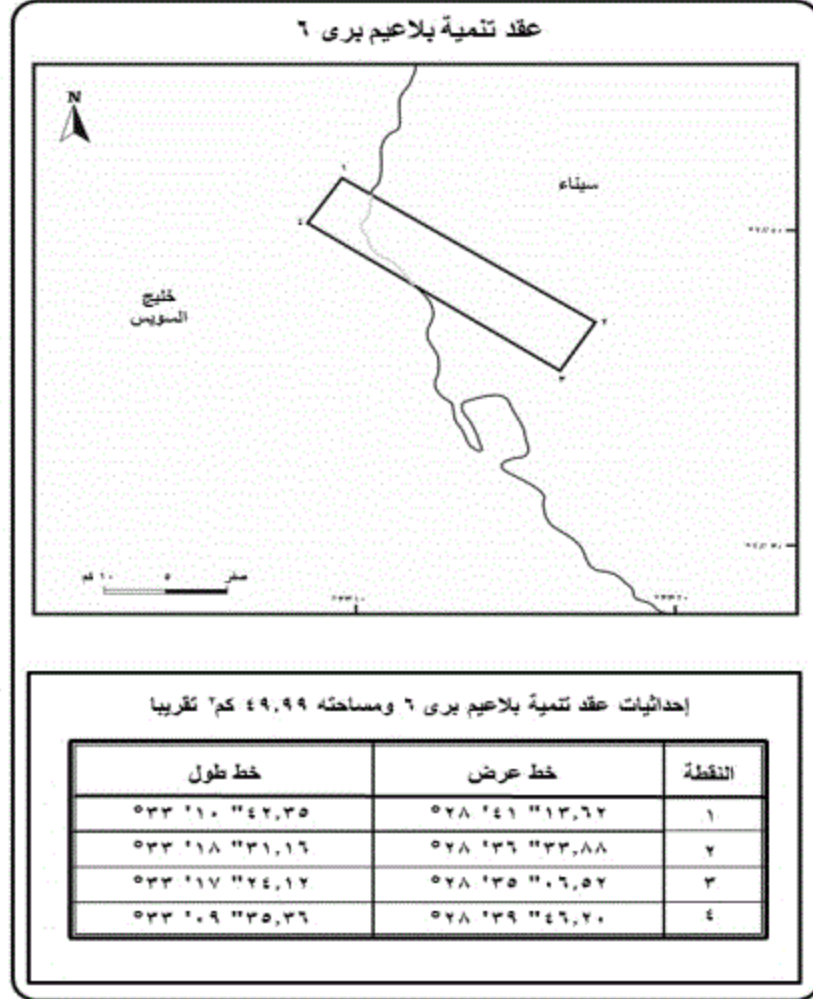 عقد تنمية بلاعيم برى ٦
N
١
سيناء
٤
خليج
السويس
٢
٣
صفر ٥ ١٠ كم
إحداثيات عقد تنمية بلاعيم برى ٦ ومساحته ٤٩,٩٩ كم٢ تقريبا
النقطة خط عرض خط طول
١ ١٣,٦٢" ٤١' ٢٨° ٤٢,٣٥" ١٠' ٣٣°
٢ ٣٣,٨٨" ٣٦' ٢٨° ٣١,١٦" ١٨' ٣٣°
٣ ٠٦,٥٢" ٣٥' ٢٨° ٢٤,١٢" ١٧' ٣٣°
٤ ٤٦,٢٠" ٣٩' ٢٨° ٣٥,٣٦" ٠٩' ٣٣°